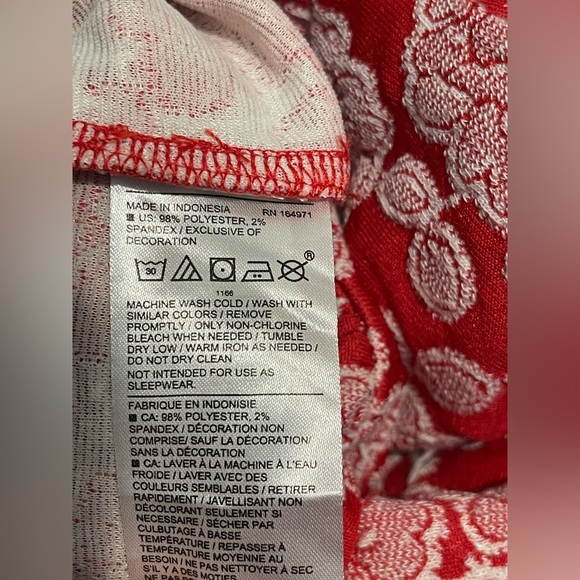 MADE IN INDONESIA RN 164971
US: 98% POLYESTER, 2%
SPANDEX / EXCLUSIVE OF
DECORATION
30
®
1166
MACHINE WASH COLD / WASH WITH
SIMILAR COLORS / REMOVE
PROMPTLY / ONLY NON-CHLORINE
BLEACH WHEN NEEDED / TUMBLE
DRY LOW / WARM IRON AS NEEDED /
DO NOT DRY CLEAN
NOT INTENDED FOR USE AS
SLEEPWEAR.
FABRIQUE EN INDONISIE
CA: 98% POLYESTER, 2%
SPANDEX / DÉCORATION NON
COMPRISE/ SAUF LA DÉCORATION/
SANS LA DÉCORATION
CA: LAVER À LA MACHINE À L'EAU
FROIDE / LAVER AVEC DES
COULEURS SEMBLABLES / RETIRER
RAPIDEMENT / JAVELLISANT NON
DÉCOLORANT SEULEMENT SI
NÉCESSAIRE / SÉCHER PAR
CULBUTAGE À BASSE
TEMPÉRATURE / REPASSER À
TEMPÉRATURE MOYENNE AU
BESOIN / NE PAS NETTOYER À SEC
S'IL Y A DES MOTIFS